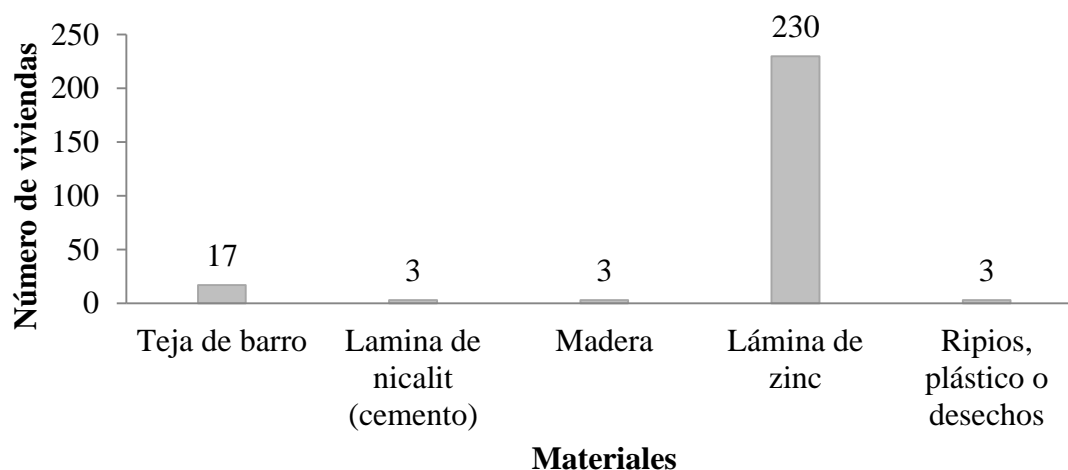 Número de viviendas
250
200
150
100
50
0
17
3
3
230
3
Teja de barro
Lamina de
nicalit
(cemento)
Madera
Lámina de
zinc
Ripios,
plástico o
desechos
Materiales